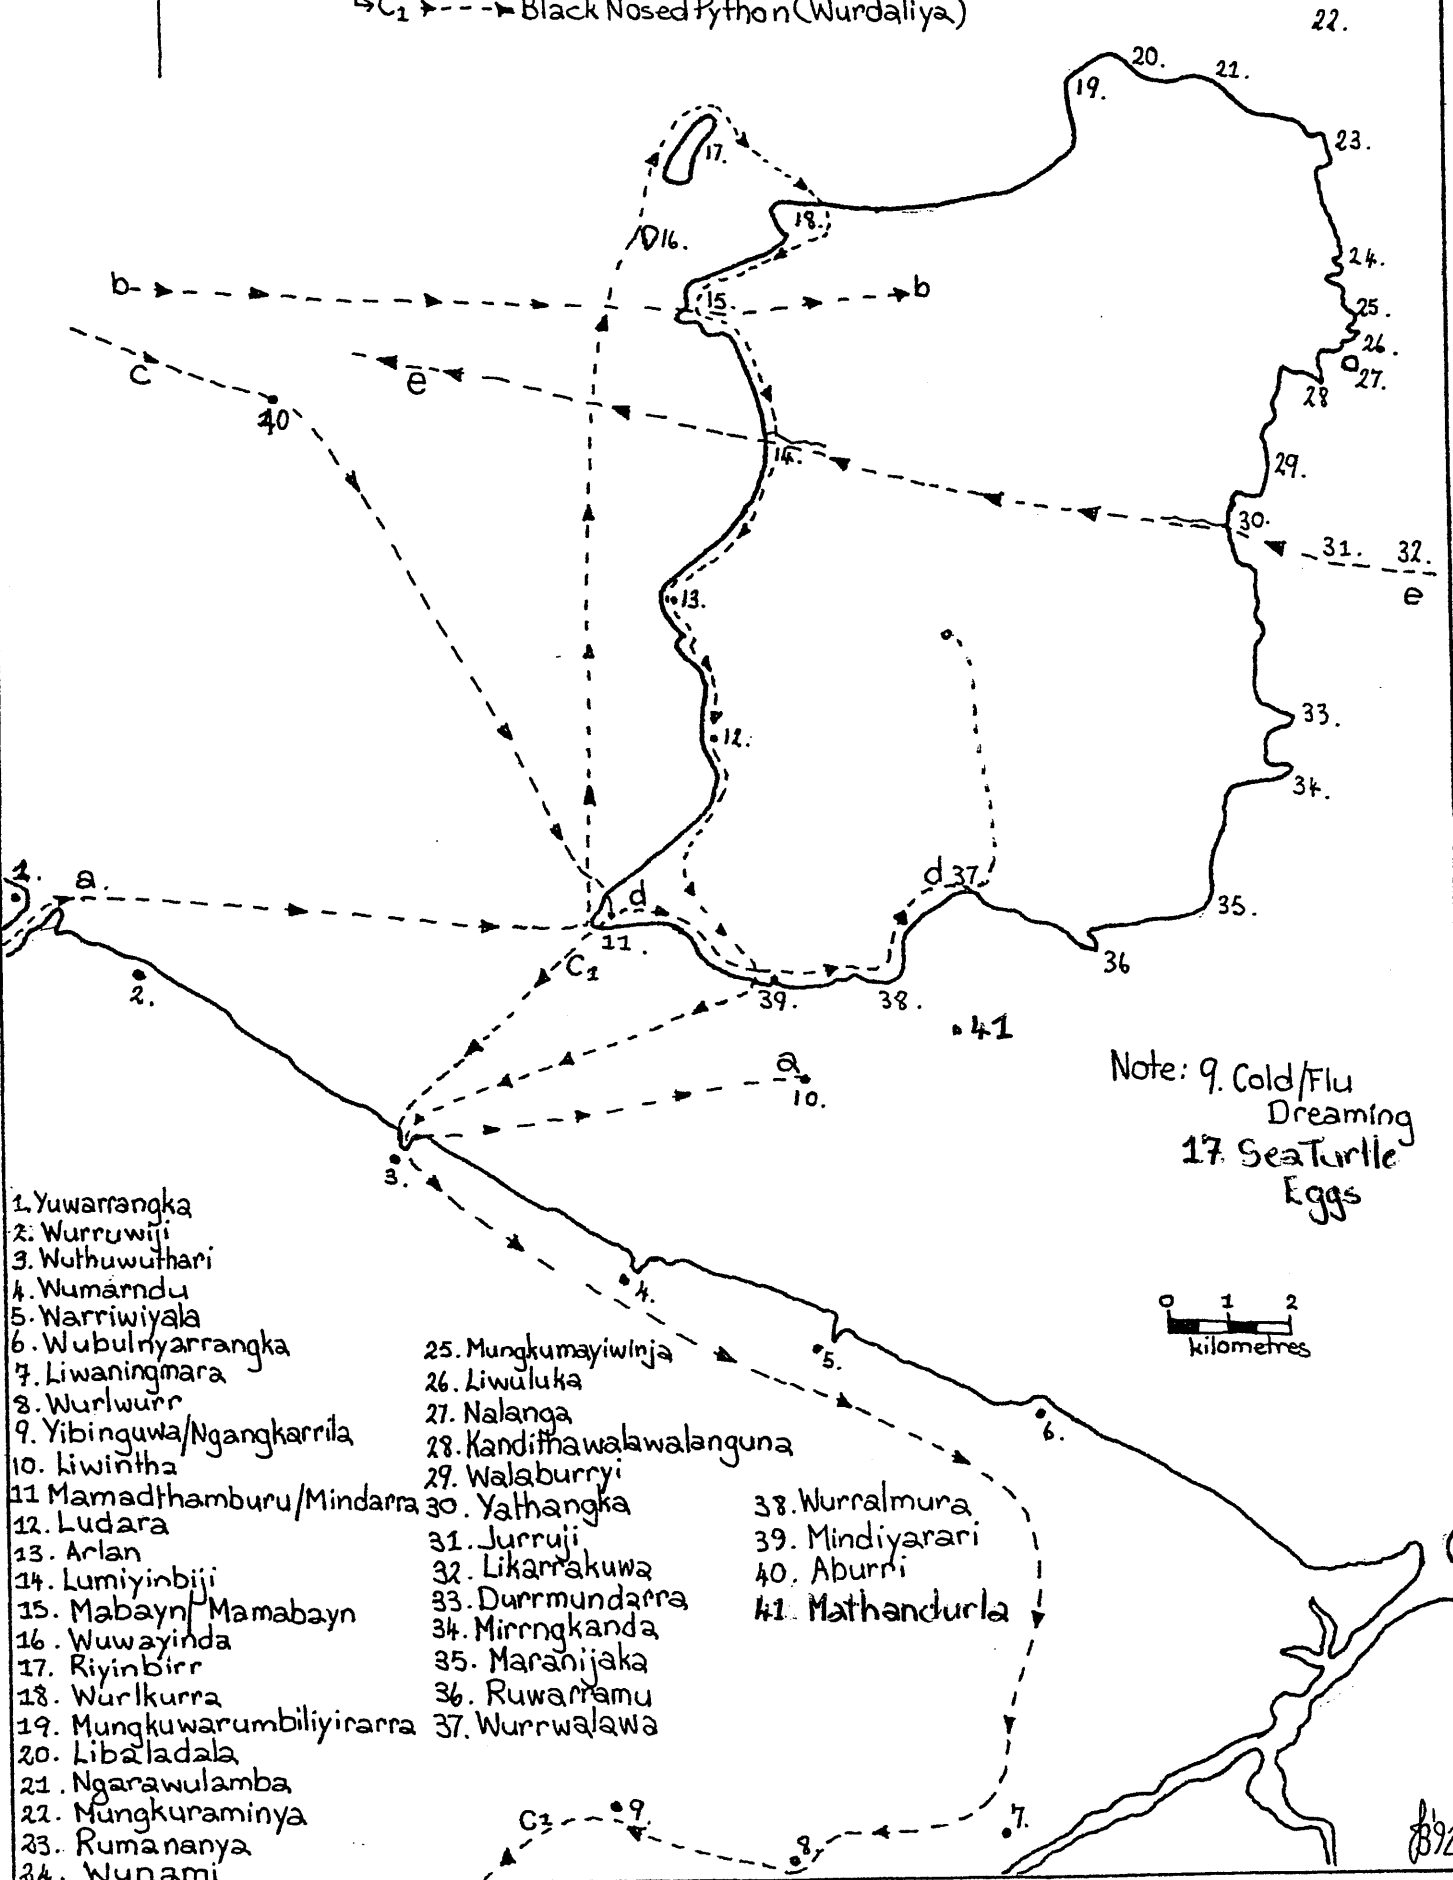 ↳C1 ►---► Black Nosed Python (Wurdaliya)
22.
20.
21.
19.
23.
17.
18.
16.
24.
b
b
15.
25.
26.
27.
c
e
28
40
14.
29.
30.
31.
32.
e
13.
33.
12.
34.
1.
a.
d
d
37.
35.
11.
36
C1
2.
39.
38.
41
a
10.
Note: 9. Cold/Flu
Dreaming
17. Sea Turtle
Eggs
3.
4.
0 1 2
kilometres
5.
6.
1. Yuwarrangka
2. Wurruwiji
3. Wuthuwuthari
4. Wumarndu
5. Warriwiyala
6. Wubulnyarrangka
7. Liwaningmara
8. Wurlwurr
9. Yibinguwa/Ngangkarrila
10. Liwintha
11 Mamadthamburu/Mindarra
12. Ludara
13. Arlan
14. Lumiyinbiji
15. Mabayn/Mamabayn
16. Wuwayinda
17. Riyinbirr
18. Wurlkurra
19. Mungkuwarumbiliyirarra
20. Libaladala
21. Ngarawulamba
22. Mungkuraminya
23. Rumananya
24. Wunami
25. Mungkumayiwinja
26. Liwuluka
27. Nalanga
28. Kandithawalawalanguna
29. Walaburryi
30. Yathangka
31. Jurruji
32. Likarrakuwa
33. Durrmundarra
34. Mirrngkanda
35. Maranijaka
36. Ruwarramu
37. Wurrwalawa
38. Wurralmura
39. Mindiyarari
40. Aburri
41. Mathandurla
C1
9.
8.
7.
'92